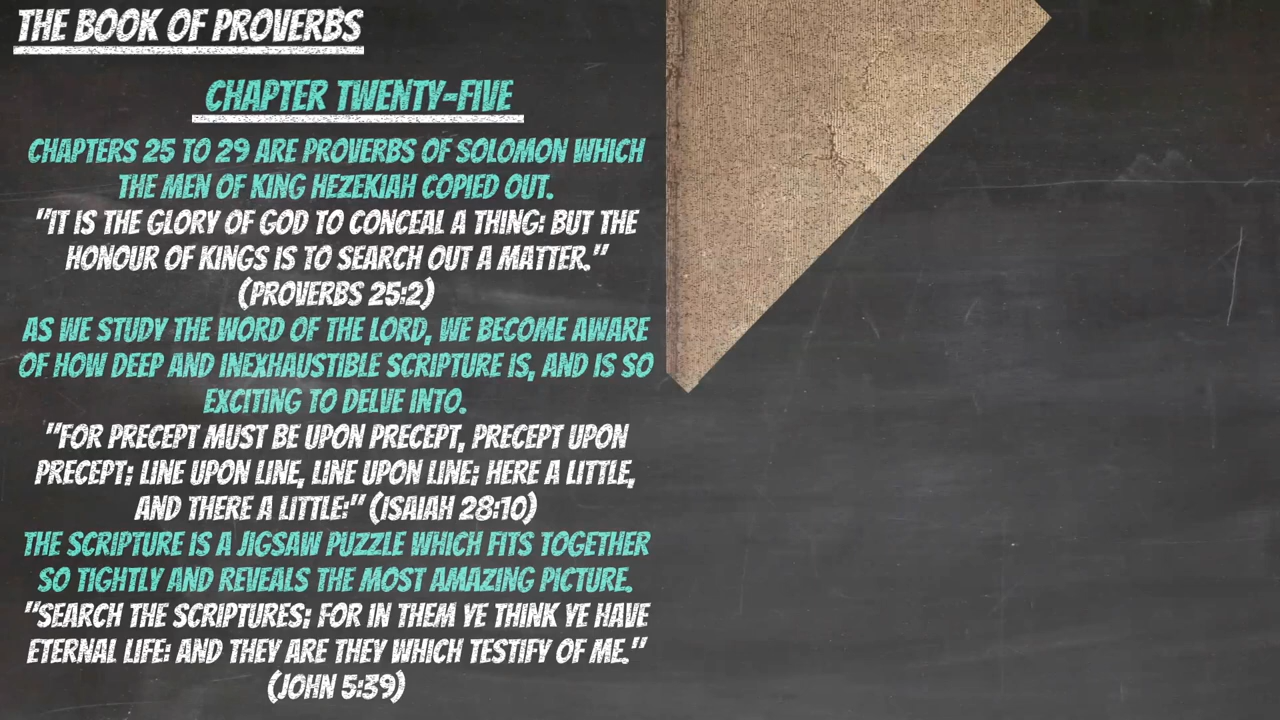 THE BOOK OF PROVERBS
CHAPTER TWENTY-FIVE
CHAPTERS 25 TO 29 ARE PROVERBS OF SOLOMON WHICH
THE MEN OF KING HEZEKIAH COPIED OUT.
"IT IS THE GLORY OF GOD TO CONCEAL A THING: BUT THE
HONOUR OF KINGS IS TO SEARCH OUT A MATTER."
(PROVERBS 25:2)
AS WE STUDY THE WORD OF THE LORD, WE BECOME AWARE
OF HOW DEEP AND INEXHAUSTIBLE SCRIPTURE IS, AND IS SO
EXCITING TO DELVE INTO.
"FOR PRECEPT MUST BE UPON PRECEPT, PRECEPT UPON
PRECEPT; LINE UPON LINE, LINE UPON LINE; HERE A LITTLE,
AND THERE A LITTLE:" (ISAIAH 28:10)
THE SCRIPTURE IS A JIGSAW PUZZLE WHICH FITS TOGETHER
SO TIGHTLY AND REVEALS THE MOST AMAZING PICTURE.
"SEARCH THE SCRIPTURES; FOR IN THEM YE THINK YE HAVE
ETERNAL LIFE: AND THEY ARE THEY WHICH TESTIFY OF ME."
(JOHN 5:39)